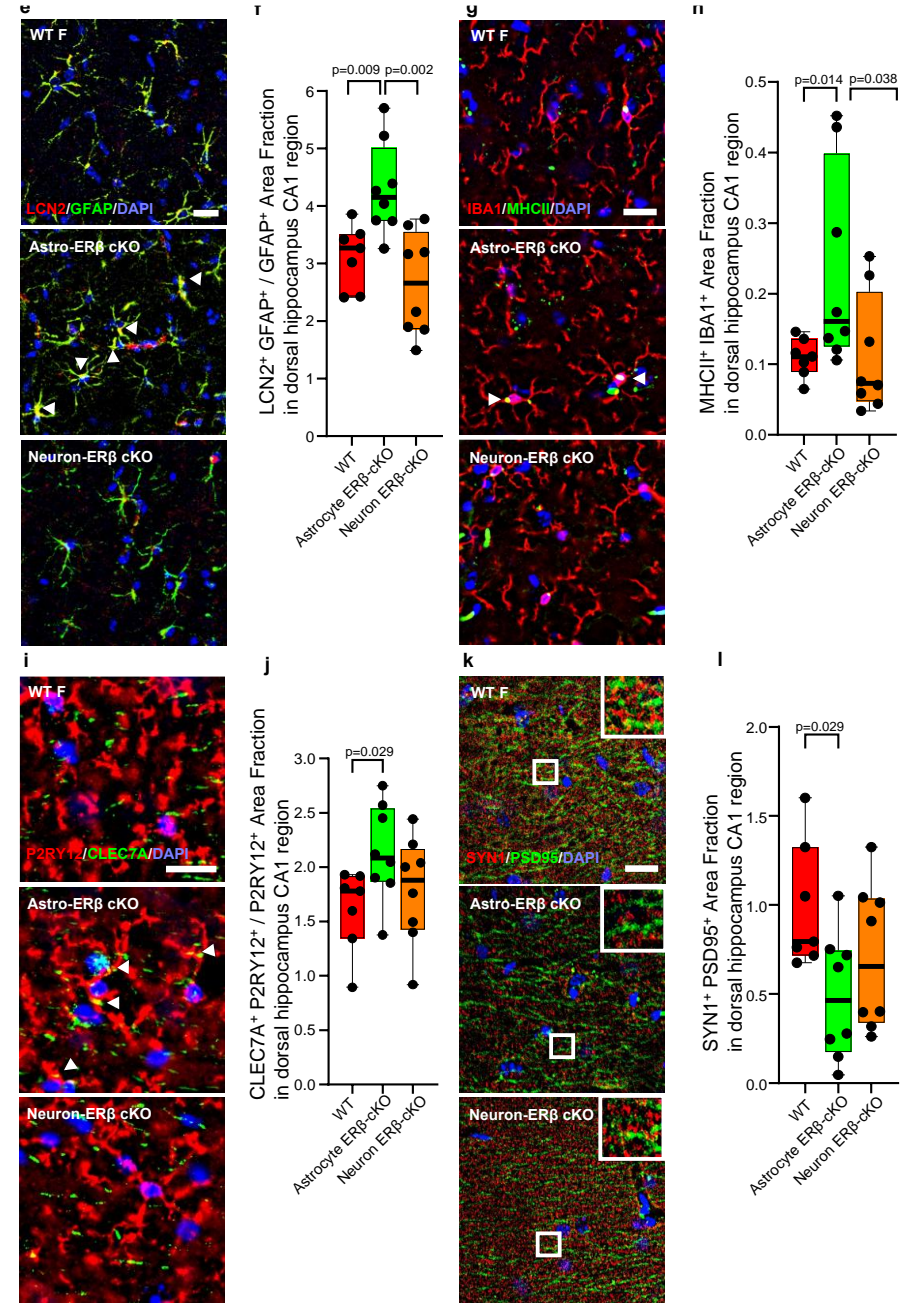 e
WT F
LCN2/GFAP/DAPI
Astro-ERβ cKO
Neuron-ERβ cKO
f
p=0.009
p=0.002
LCN2⁺ GFAP⁺ / GFAP⁺ Area Fraction
in dorsal hippocampus CA1 region
6
5
4
3
2
1
0
WT
Astrocyte ERβ-cKO
Neuron ERβ-cKO
g
WT F
IBA1/MHCII/DAPI
Astro-ERβ cKO
Neuron-ERβ cKO
h
p=0.014
p=0.038
MHCII⁺ IBA1⁺ Area Fraction
in dorsal hippocampus CA1 region
0.5
0.4
0.3
0.2
0.1
0.0
WT
Astrocyte ERβ-cKO
Neuron ERβ-cKO
i
WT F
P2RY12/CLEC7A/DAPI
Astro-ERβ cKO
Neuron-ERβ cKO
j
p=0.029
CLEC7A⁺ P2RY12⁺ / P2RY12⁺ Area Fraction
in dorsal hippocampus CA1 region
3.0
2.5
2.0
1.5
1.0
0.5
0.0
WT
Astrocyte ERβ-cKO
Neuron ERβ-cKO
k
WT F
SYN1/PSD95/DAPI
Astro-ERβ cKO
Neuron-ERβ cKO
l
p=0.029
SYN1⁺ PSD95⁺ Area Fraction
in dorsal hippocampus CA1 region
2.0
1.5
1.0
0.5
0.0
WT
Astrocyte ERβ-cKO
Neuron ERβ-cKO